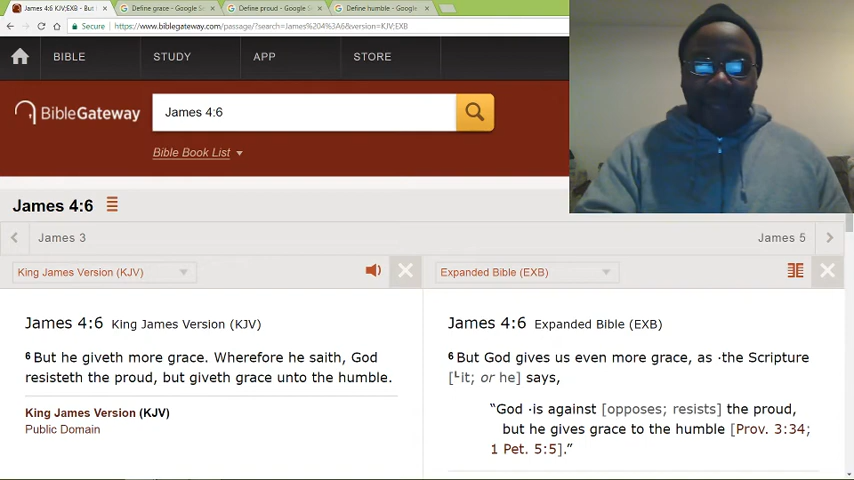 James 4:6 KJV;EXB - But
Define grace - Google Se
Define proud - Google Se
Define humble - Google
Secure https://www.biblegateway.com/passage/?search=James%204%3A6&version=KJV;EXB
BIBLE STUDY APP STORE
BibleGateway
James 4:6
Bible Book List
James 4:6
James 3
James 5
King James Version (KJV)
Expanded Bible (EXB)
James 4:6 King James Version (KJV)
6 But he giveth more grace. Wherefore he saith, God
resisteth the proud, but giveth grace unto the humble.
King James Version (KJV)
Public Domain
James 4:6 Expanded Bible (EXB)
6 But God gives us even more grace, as ·the Scripture
[Lit; or he] says,
“God ·is against [opposes; resists] the proud,
but he gives grace to the humble [Prov. 3:34;
1 Pet. 5:5].”